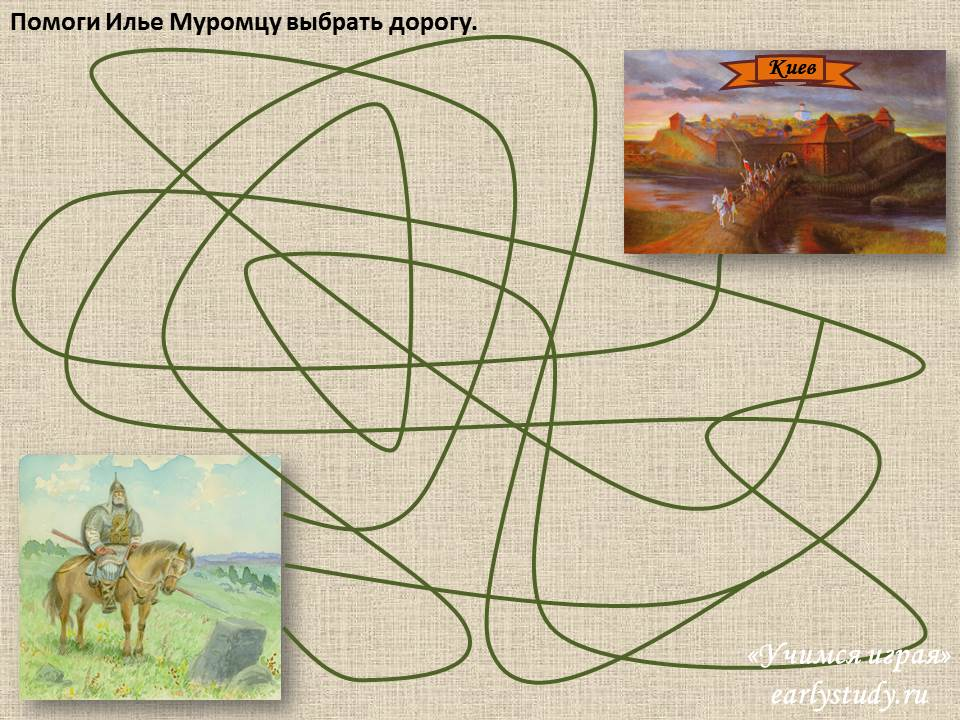 Помоги Илье Муромцу выбрать дорогу.
Киев
«Учимся играя»
earlystudy.ru